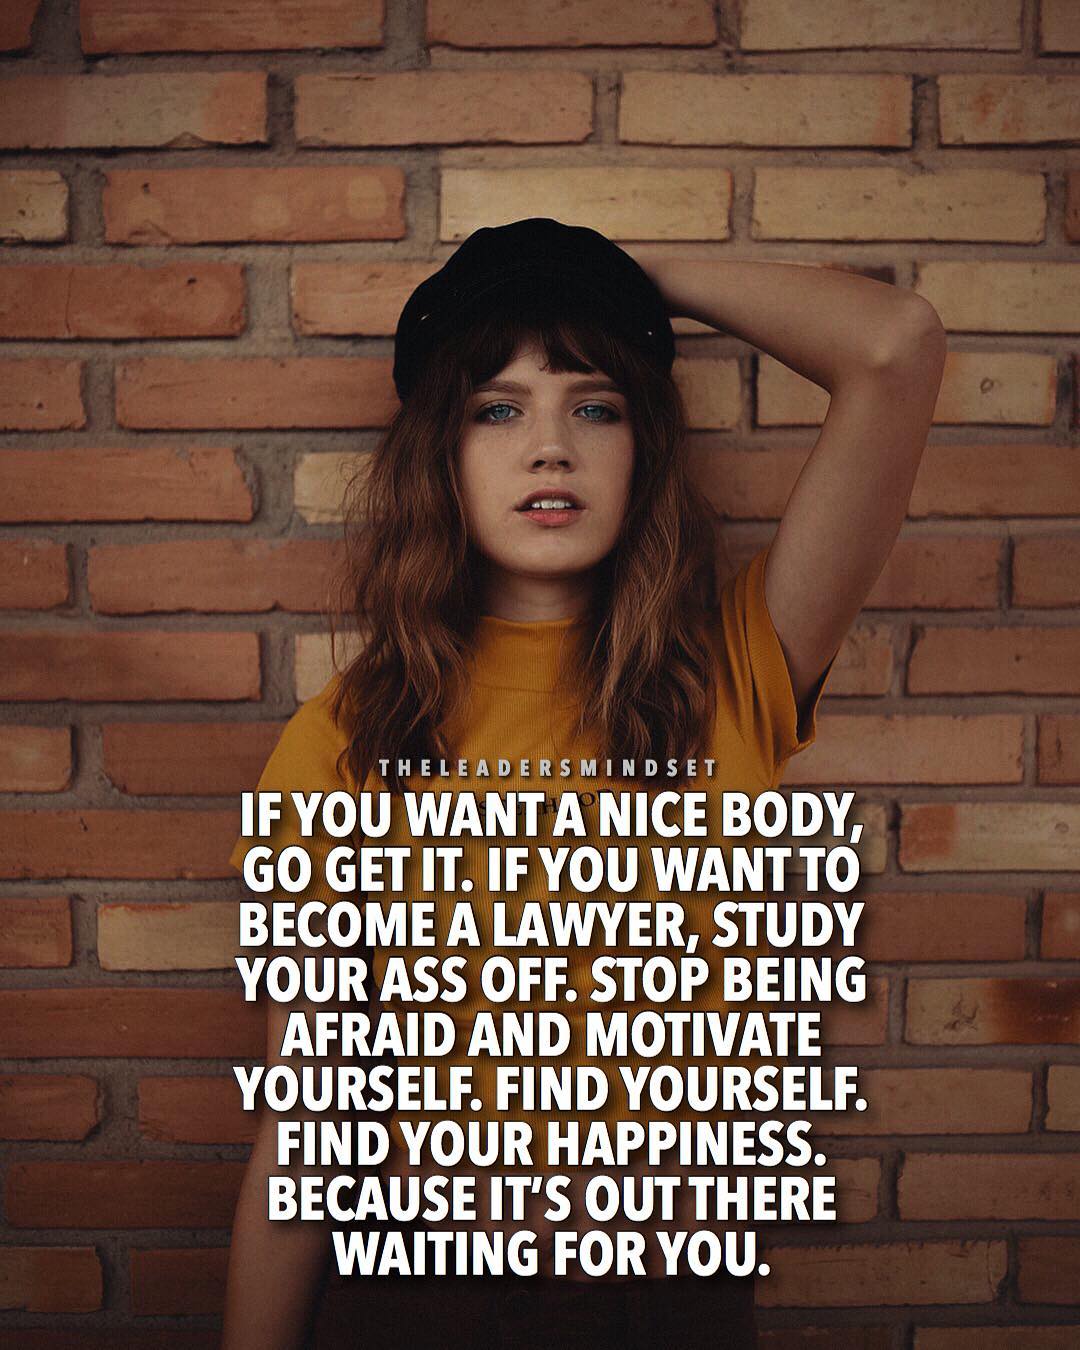 THELEADERSMINDSET
IF YOU WANT A NICE BODY,
GO GET IT. IF YOU WANT TO
BECOME A LAWYER, STUDY
YOUR ASS OFF. STOP BEING
AFRAID AND MOTIVATE
YOURSELF. FIND YOURSELF.
FIND YOUR HAPPINESS.
BECAUSE IT'S OUT THERE
WAITING FOR YOU.